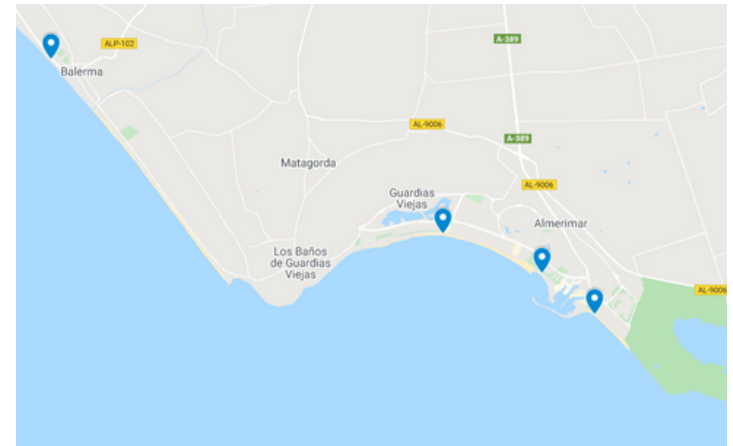 A-389
ALP-102
Balerma
AL-9006
A-389
Matagorda
AL-9006
Guardias
Viejas
Almerimar
Los Baños
de Guardias
Viejas
AL-9006